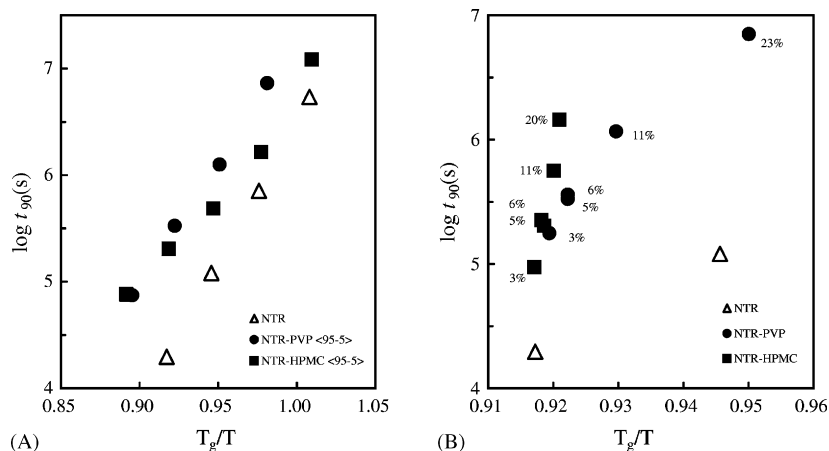 7
6
5
4
0.85 0.90 0.95 1.00 1.05
log t 90(s)
Tg/T
NTR
NTR-PVP <95-5>
NTR-HPMC <95-5>
(A)
7
6
5
4
0.91 0.92 0.93 0.94 0.95 0.96
log t 90(s)
Tg/T
23%
20%
11%
11%
6%
6%
5%
5%
3%
3%
NTR
NTR-PVP
NTR-HPMC
(B)